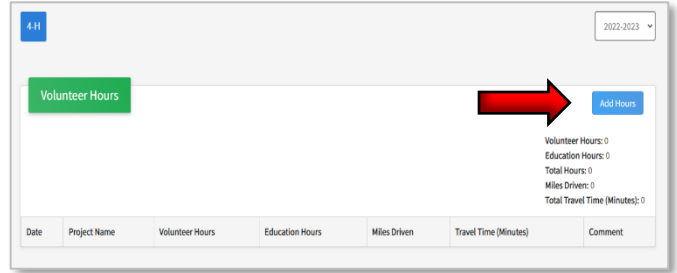 4-H
2022-2023
Volunteer Hours
Add Hours
Volunteer Hours: 0
Education Hours: 0
Total Hours: 0
Miles Driven: 0
Total Travel Time (Minutes): 0
Date Project Name Volunteer Hours Education Hours Miles Driven Travel Time (Minutes) Comment